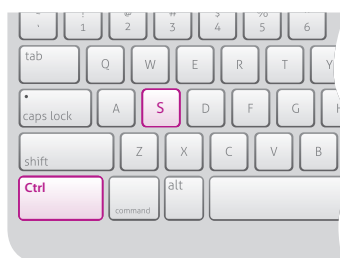 ! @ # $ %
1 2 3 4 5 6
tab Q W E R T Y
caps lock A S D F G
shift Z X C V B
Ctrl command alt